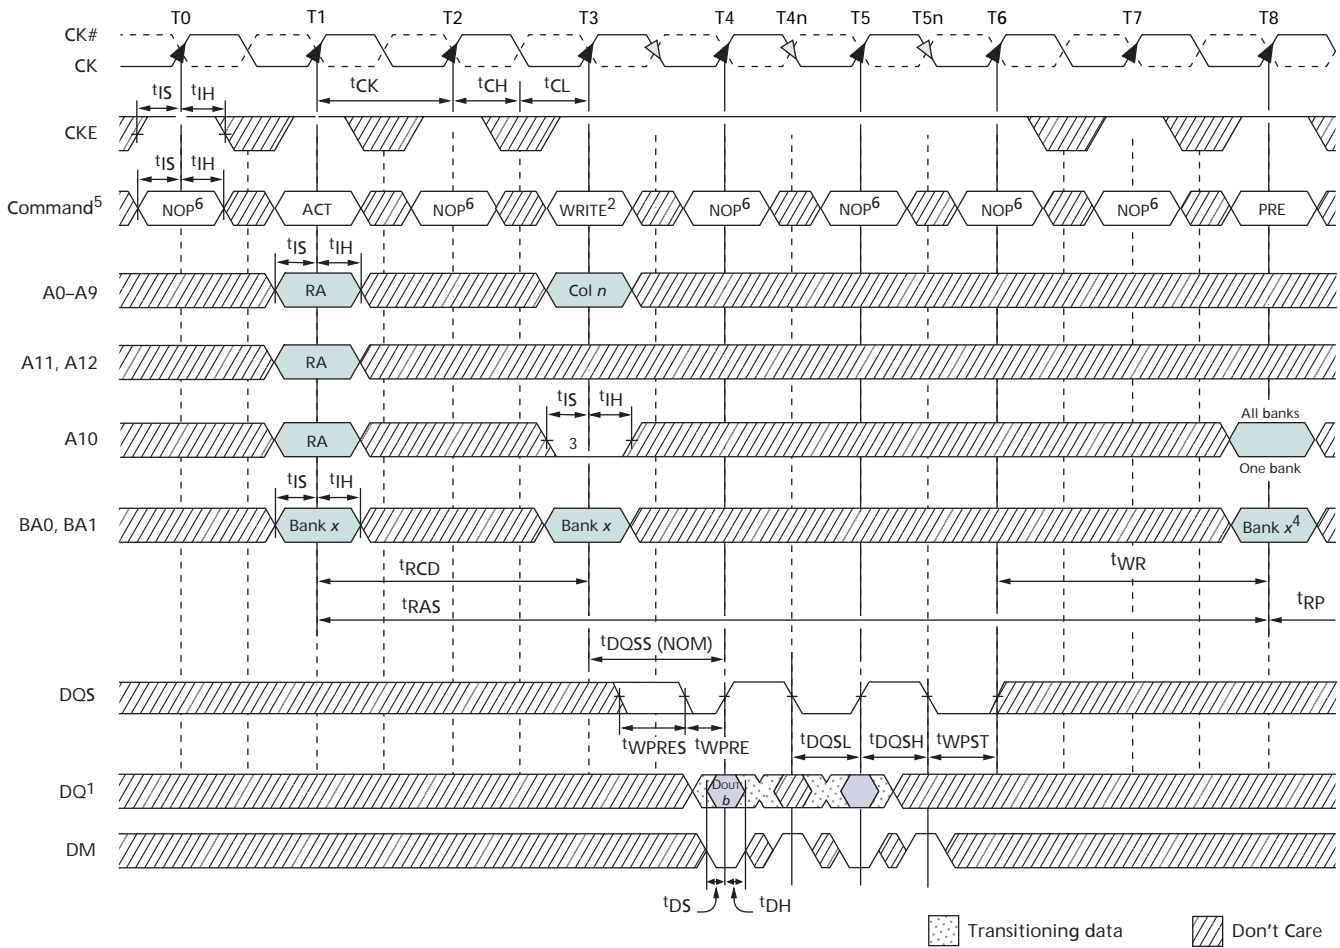 T0 T1 T2 T3 T4 T4n T5 T5n T6 T7 T8
CK#
CK
tIS tIH tCK tCH tCL
CKE
tIS tIH
Command5 NOP6 ACT NOP6 WRITE2 NOP6 NOP6 NOP6 NOP6 PRE
tIS tIH
A0–A9 RA Col n
A11, A12 RA
tIS tIH
All banks
A10 RA 3
One bank
tIS tIH
BA0, BA1 Bank x Bank x Bank x4
tRCD tWR
tRAS tRP
tDQSS (NOM)
DQS
tWPRES tWPRE tDQSL tDQSH tWPST
DQ1 DOUT
b
DM
tDS tDH
Transitioning data Don't Care